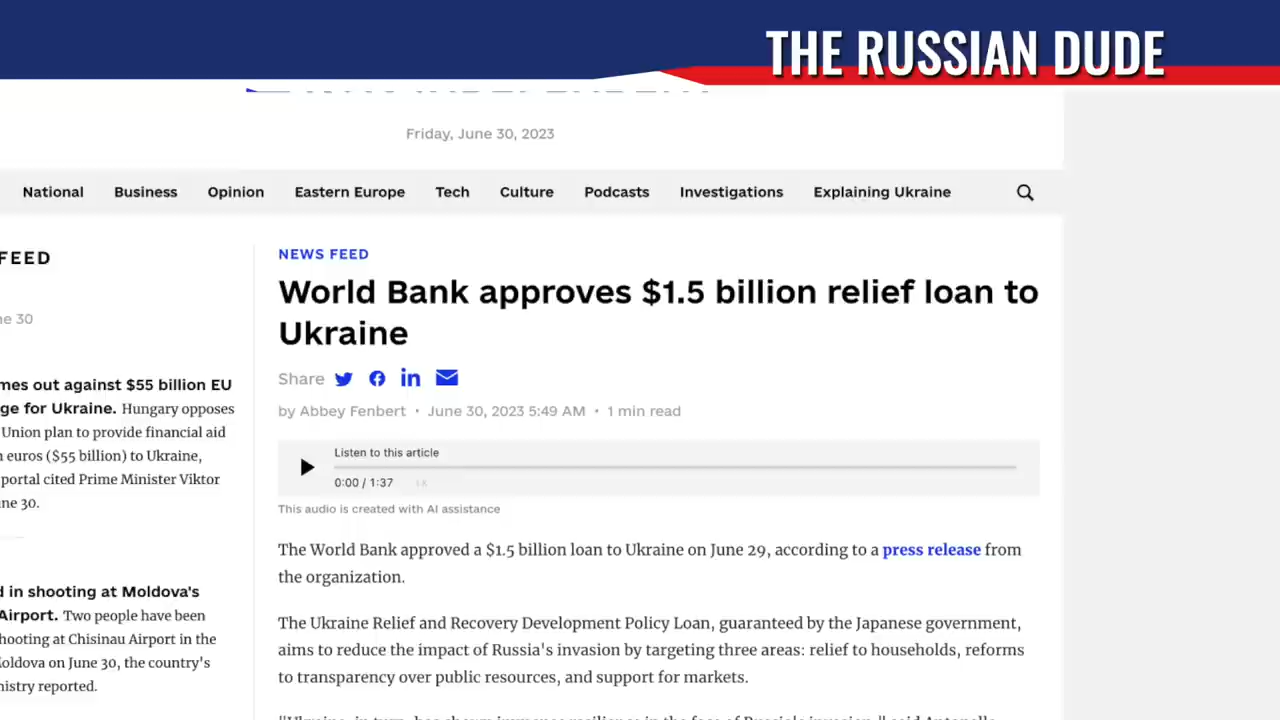 THE RUSSIAN DUDE
Friday, June 30, 2023
National Business Opinion Eastern Europe Tech Culture Podcasts Investigations Explaining Ukraine
FEED
ne 30
mes out against $55 billion EU
ge for Ukraine. Hungary opposes
Union plan to provide financial aid
n euros ($55 billion) to Ukraine,
portal cited Prime Minister Viktor
ne 30.
d in shooting at Moldova's
Airport. Two people have been
hooting at Chisinau Airport in the
Moldova on June 30, the country's
nistry reported.
NEWS FEED
World Bank approves $1.5 billion relief loan to
Ukraine
Share
by Abbey Fenbert • June 30, 2023 5:49 AM • 1 min read
Listen to this article
0:00 / 1:37
This audio is created with AI assistance
The World Bank approved a $1.5 billion loan to Ukraine on June 29, according to a press release from
the organization.
The Ukraine Relief and Recovery Development Policy Loan, guaranteed by the Japanese government,
aims to reduce the impact of Russia's invasion by targeting three areas: relief to households, reforms
to transparency over public resources, and support for markets.